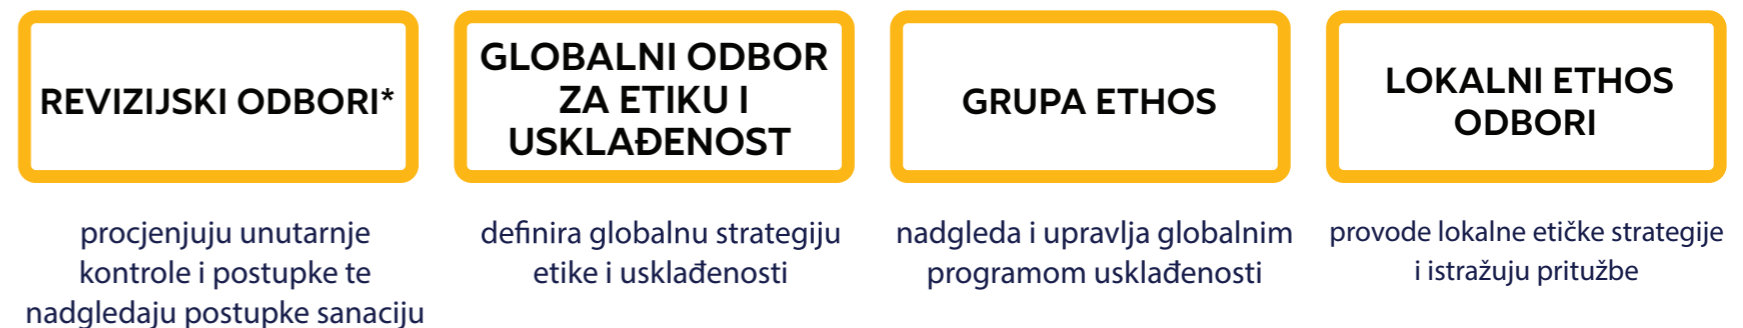 REVIZIJSKI ODBORI*
procjenjuju unutarnje
kontrole i postupke te
nadgledaju postupke sanaciju
GLOBALNI ODBOR
ZA ETIKU I
USKLAĐENOST
definira globalnu strategiju
etike i usklađenosti
GRUPA ETHOS
nadgleda i upravlja globalnim
programom usklađenosti
LOKALNI ETHOS
ODBORI
provode lokalne etičke strategije
i istražuju pritužbe